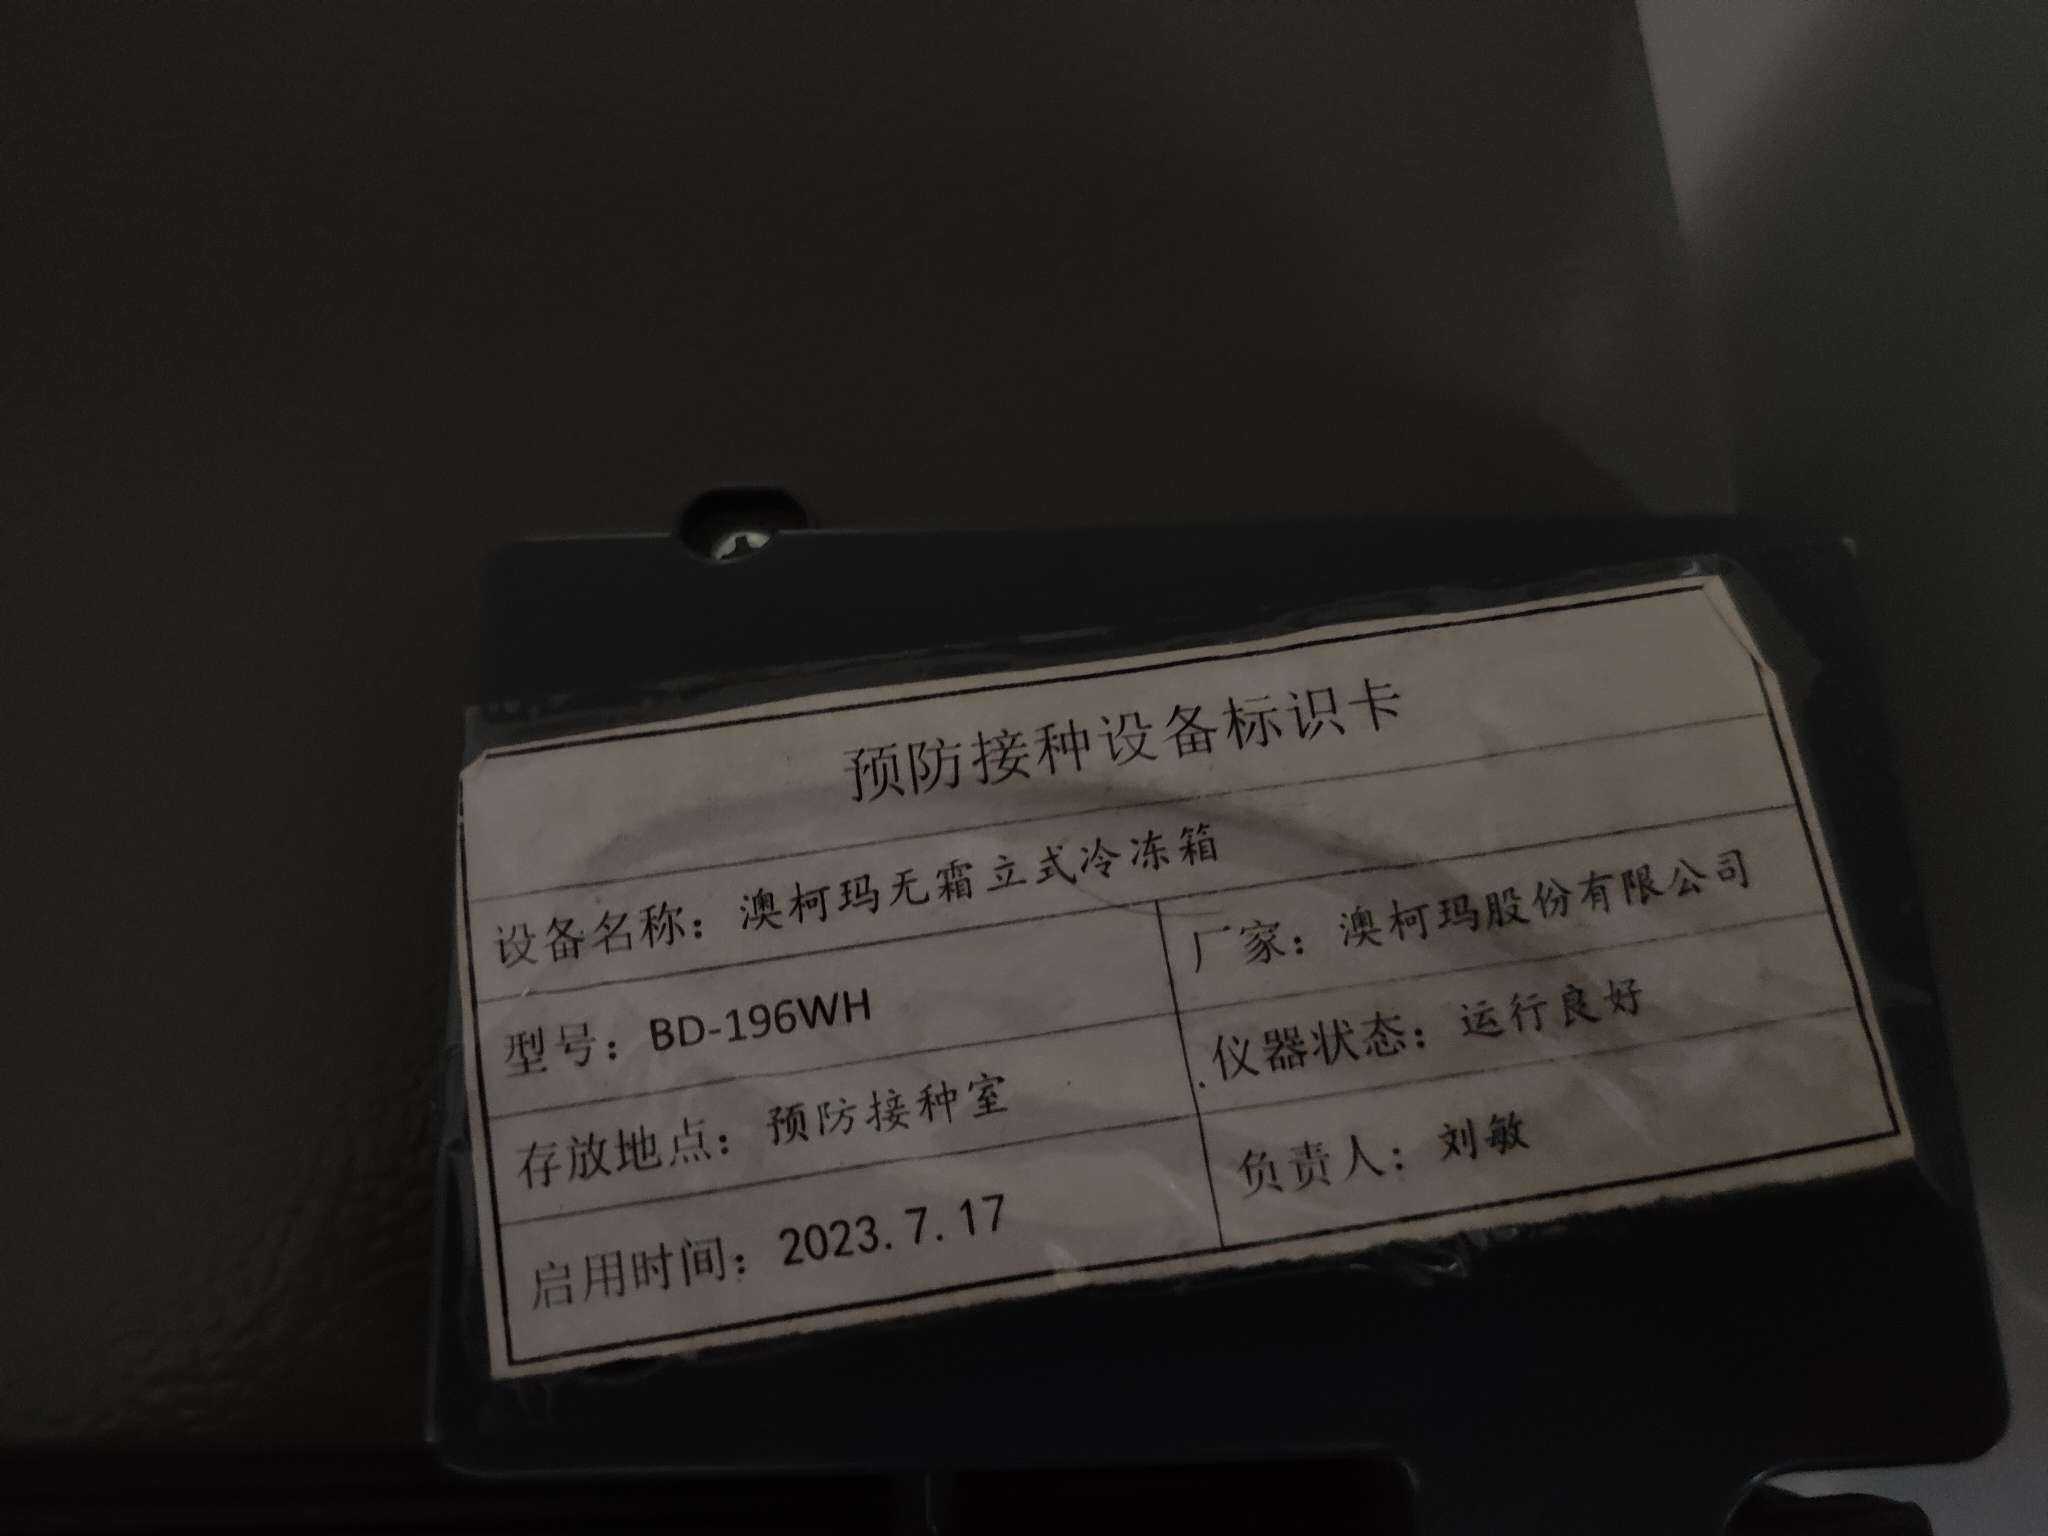 预防接种设备标识卡
设备名称：澳柯玛无霜立式冷冻箱
型号：BD-196WH
厂家：澳柯玛股份有限公司
存放地点：预防接种室
仪器状态：运行良好
启用时间：2023.7.17
负责人：刘敏